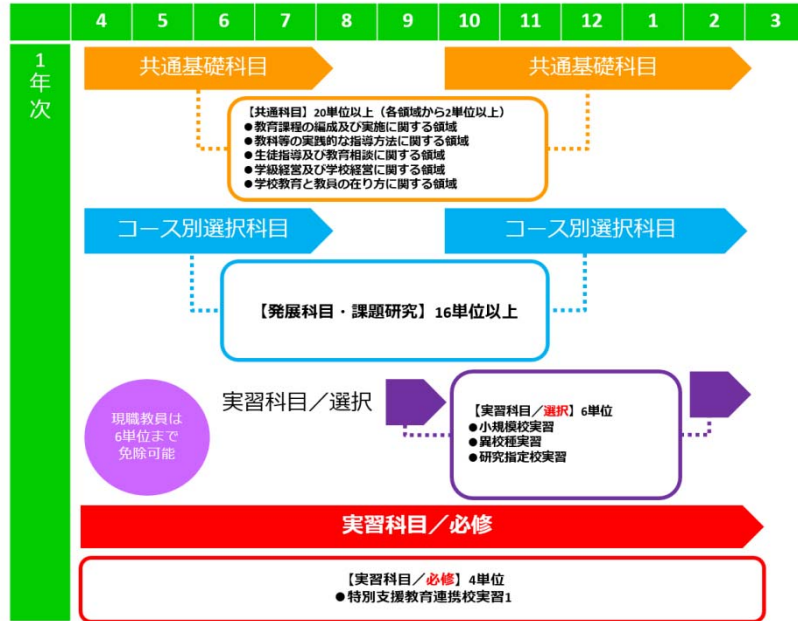 4 5 6 7 8 9 10 11 12 1 2 3
1年次
共通基礎科目 共通基礎科目
【共通科目】20単位以上（各領域から2単位以上）
●教育課程の編成及び実施に関する領域
●教科等の実践的な指導方法に関する領域
●生徒指導及び教育相談に関する領域
●学級経営及び学校経営に関する領域
●学校教育と教員の在り方に関する領域
コース別選択科目 コース別選択科目
【発展科目・課題研究】16単位以上
実習科目／選択
現職教員は
6単位まで
免除可能
【実習科目／選択】6単位
●小規模校実習
●異校種実習
●研究指定校実習
実習科目／必修
【実習科目／必修】4単位
●特別支援教育連携校実習1